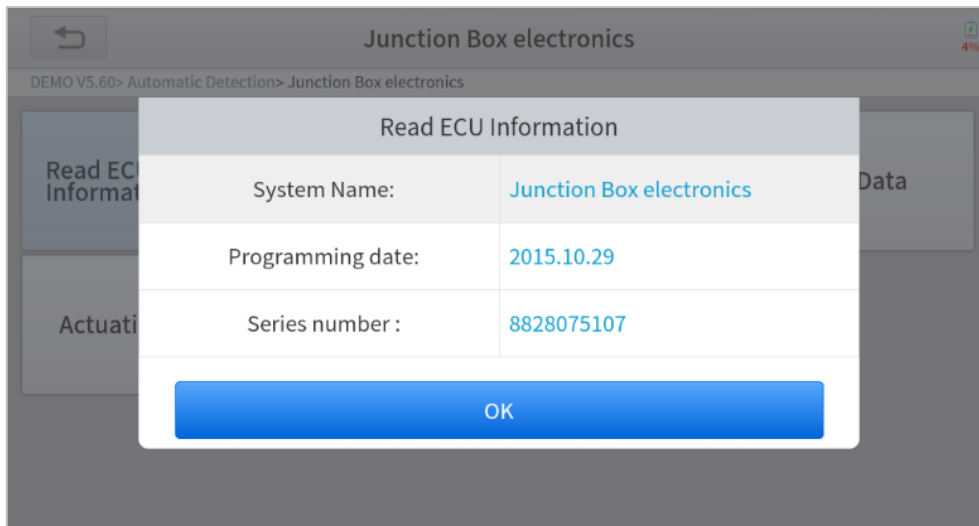 Junction Box electronics
4%
DEMO V5.60> Automatic Detection> Junction Box electronics
Read ECU Information
Read ECU
Informat
Data
System Name: Junction Box electronics
Programming date: 2015.10.29
Series number : 8828075107
Actuati
OK